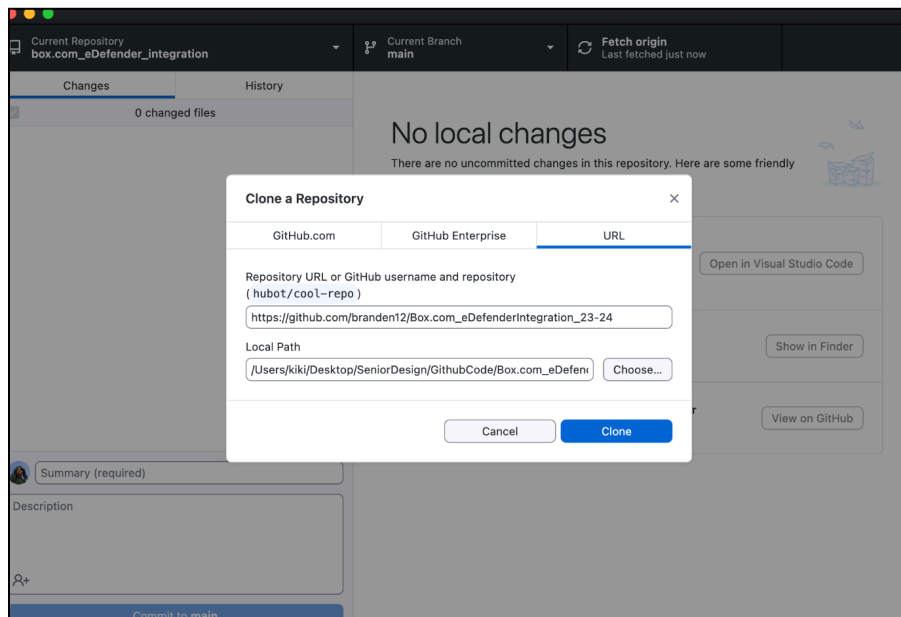 Current Repository
box.com_eDefender_integration
Current Branch
main
Fetch origin
Last fetched just now
Changes
History
0 changed files
No local changes
There are no uncommitted changes in this repository. Here are some friendly
Clone a Repository
GitHub.com
GitHub Enterprise
URL
Repository URL or GitHub username and repository
(hubot/cool-repo)
https://github.com/branden12/Box.com_eDefenderIntegration_23-24
Local Path
/Users/kiki/Desktop/SeniorDesign/GithubCode/Box.com_eDefen
Choose...
Cancel
Clone
Open in Visual Studio Code
Show in Finder
r
View on GitHub
Summary (required)
Description
Commit to main